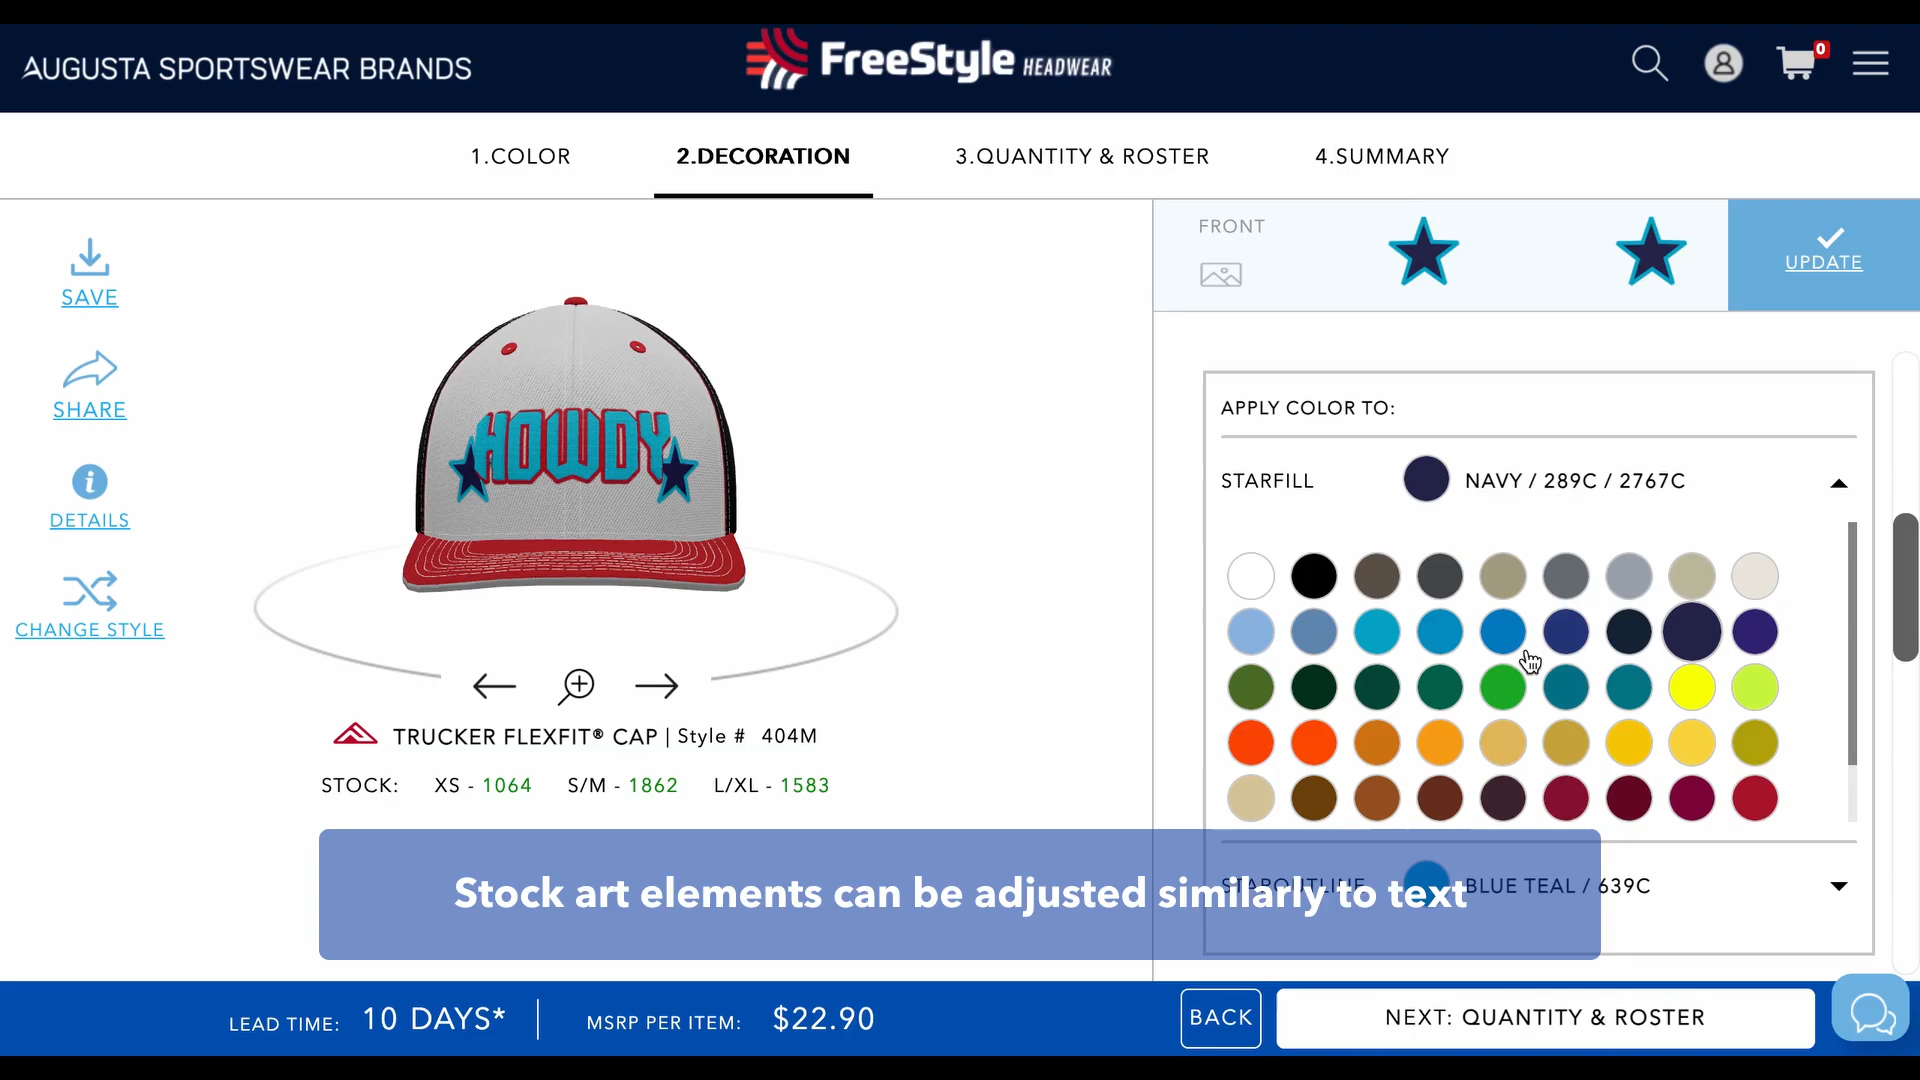 AUGUSTA SPORTSWEAR BRANDS
FreeStyle HEADWEAR
0
1.COLOR
2.DECORATION
3.QUANTITY & ROSTER
4.SUMMARY
SAVE
SHARE
DETAILS
CHANGE STYLE
HOWDY
TRUCKER FLEXFIT® CAP | Style # 404M
STOCK: XS - 1064 S/M - 1862 L/XL - 1583
FRONT
UPDATE
APPLY COLOR TO:
STARFILL NAVY / 289C / 2767C
STAROUTLINE BLUE TEAL / 639C
Stock art elements can be adjusted similarly to text
LEAD TIME: 10 DAYS*
MSRP PER ITEM: $22.90
BACK
NEXT: QUANTITY & ROSTER